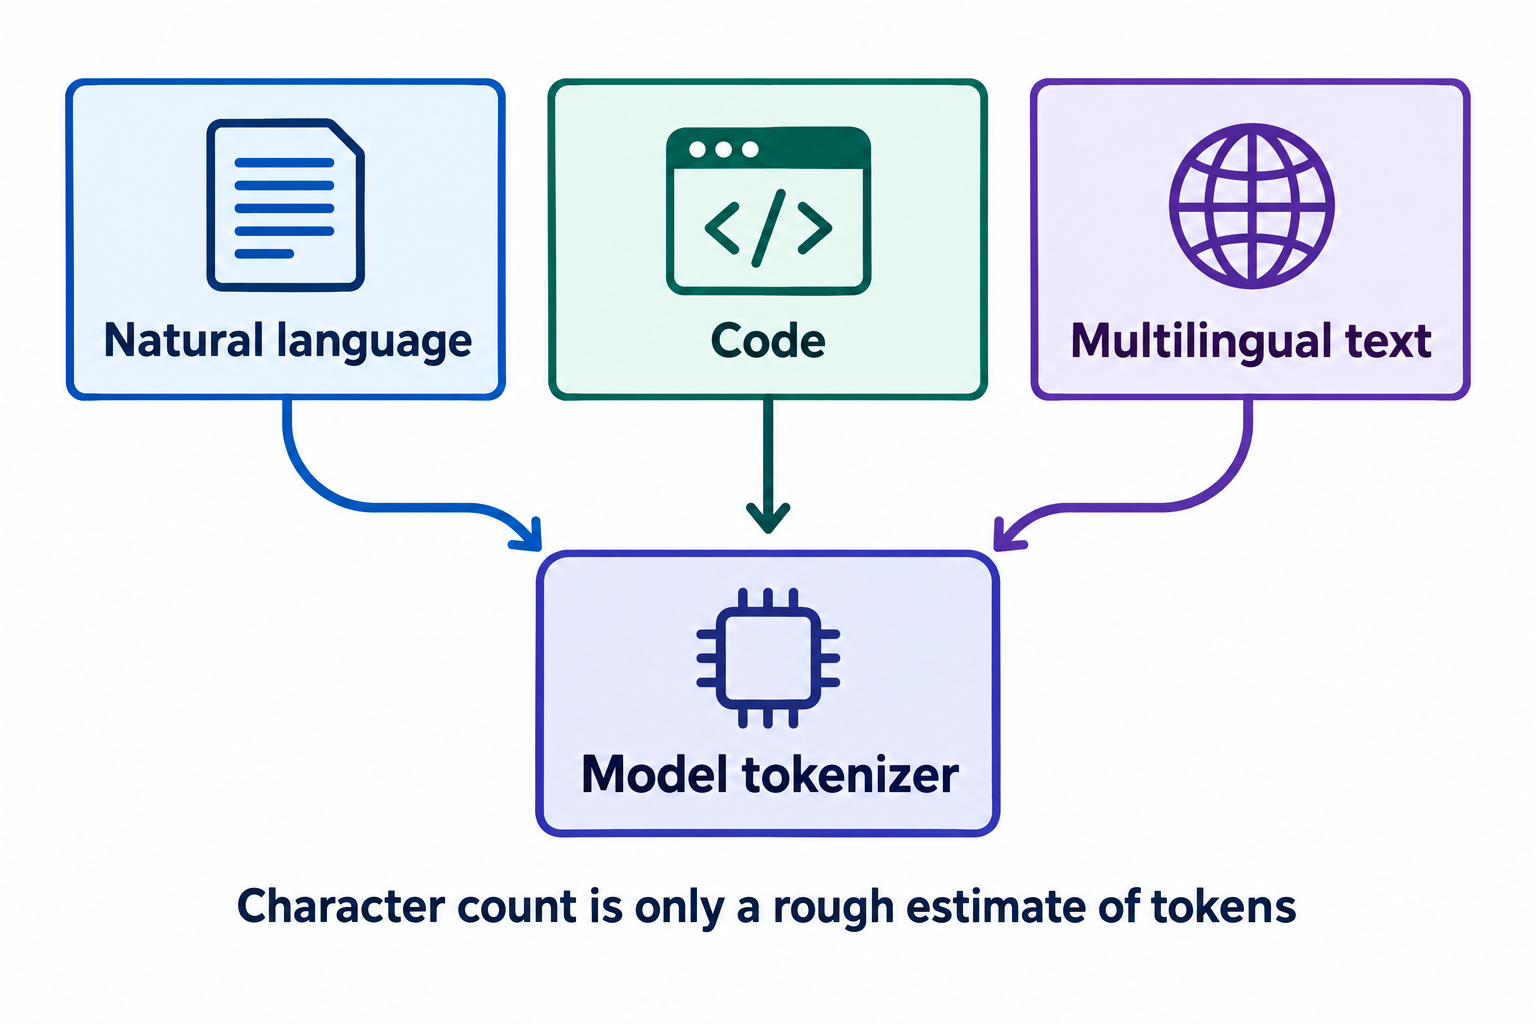 Natural language
Code
Multilingual text
Model tokenizer
Character count is only a rough estimate of tokens